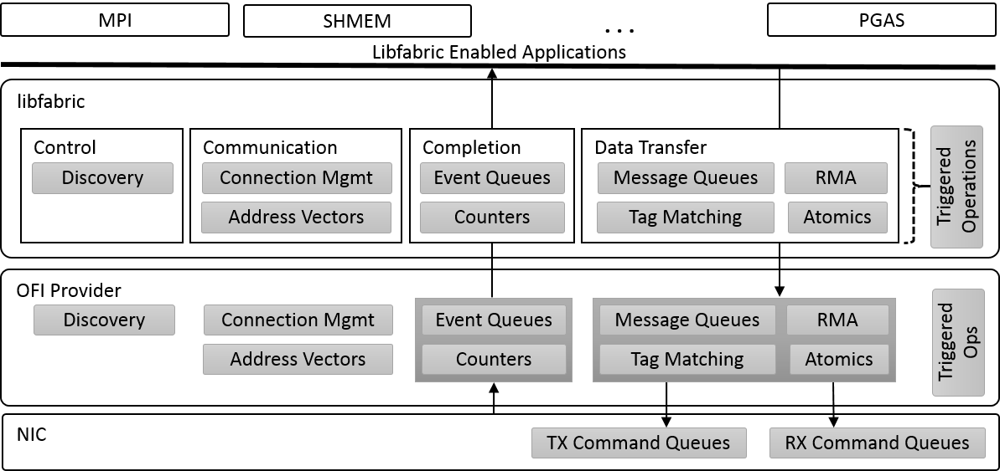 MPI
SHMEM
. . .
PGAS
Libfabric Enabled Applications
libfabric
Control
Discovery
Communication
Connection Mgmt
Address Vectors
Completion
Event Queues
Counters
Data Transfer
Message Queues
RMA
Tag Matching
Atomics
Triggered
Operations
OFI Provider
Discovery
Connection Mgmt
Address Vectors
Event Queues
Counters
Message Queues
RMA
Tag Matching
Atomics
Triggered
Ops
NIC
TX Command Queues
RX Command Queues